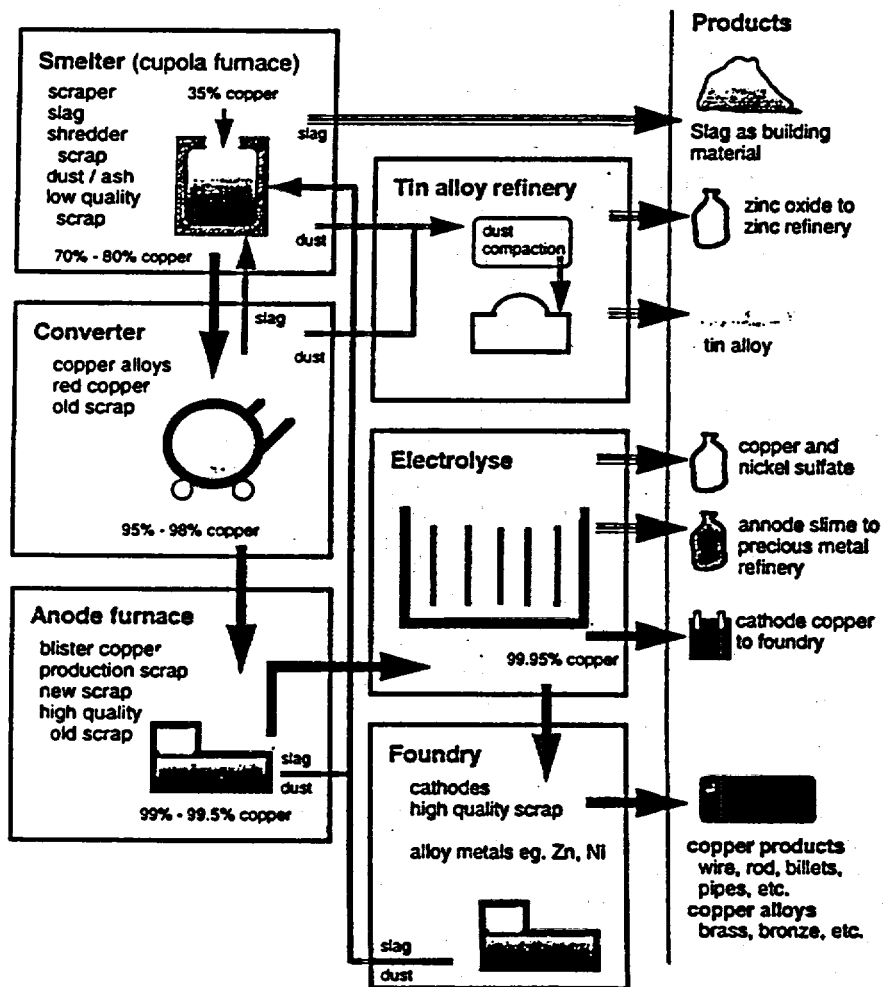 Products
Smelter (cupola furnace)
scraper
slag
shredder
scrap
dust / ash
low quality
scrap
35% copper
slag
dust
70% - 80% copper
Slag as building
material
Tin alloy refinery
dust
compaction
zinc oxide to
zinc refinery
tin alloy
Converter
copper alloys
red copper
old scrap
slag
dust
95% - 98% copper
Electrolyse
99.95% copper
copper and
nickel sulfate
annode slime to
precious metal
refinery
cathode copper
to foundry
Anode furnace
blister copper
production scrap
new scrap
high quality
old scrap
slag
dust
99% - 99.5% copper
Foundry
cathodes
high quality scrap
alloy metals eg. Zn, Ni
slag
dust
copper products
wire, rod, billets,
pipes, etc.
copper alloys
brass, bronze, etc.